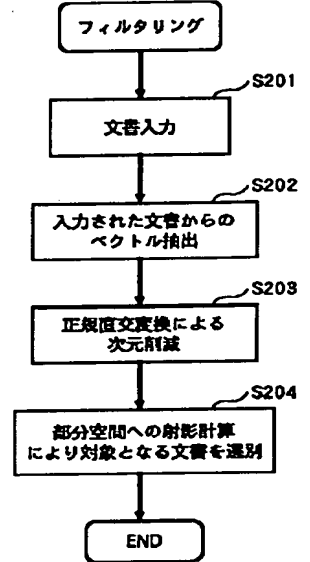 フィルタリング
S201
文書入力
S202
入力された文書からの
ベクトル抽出
S203
正規直交変換による
次元削減
S204
部分空間への射影計算
により対象となる文書を選別
END